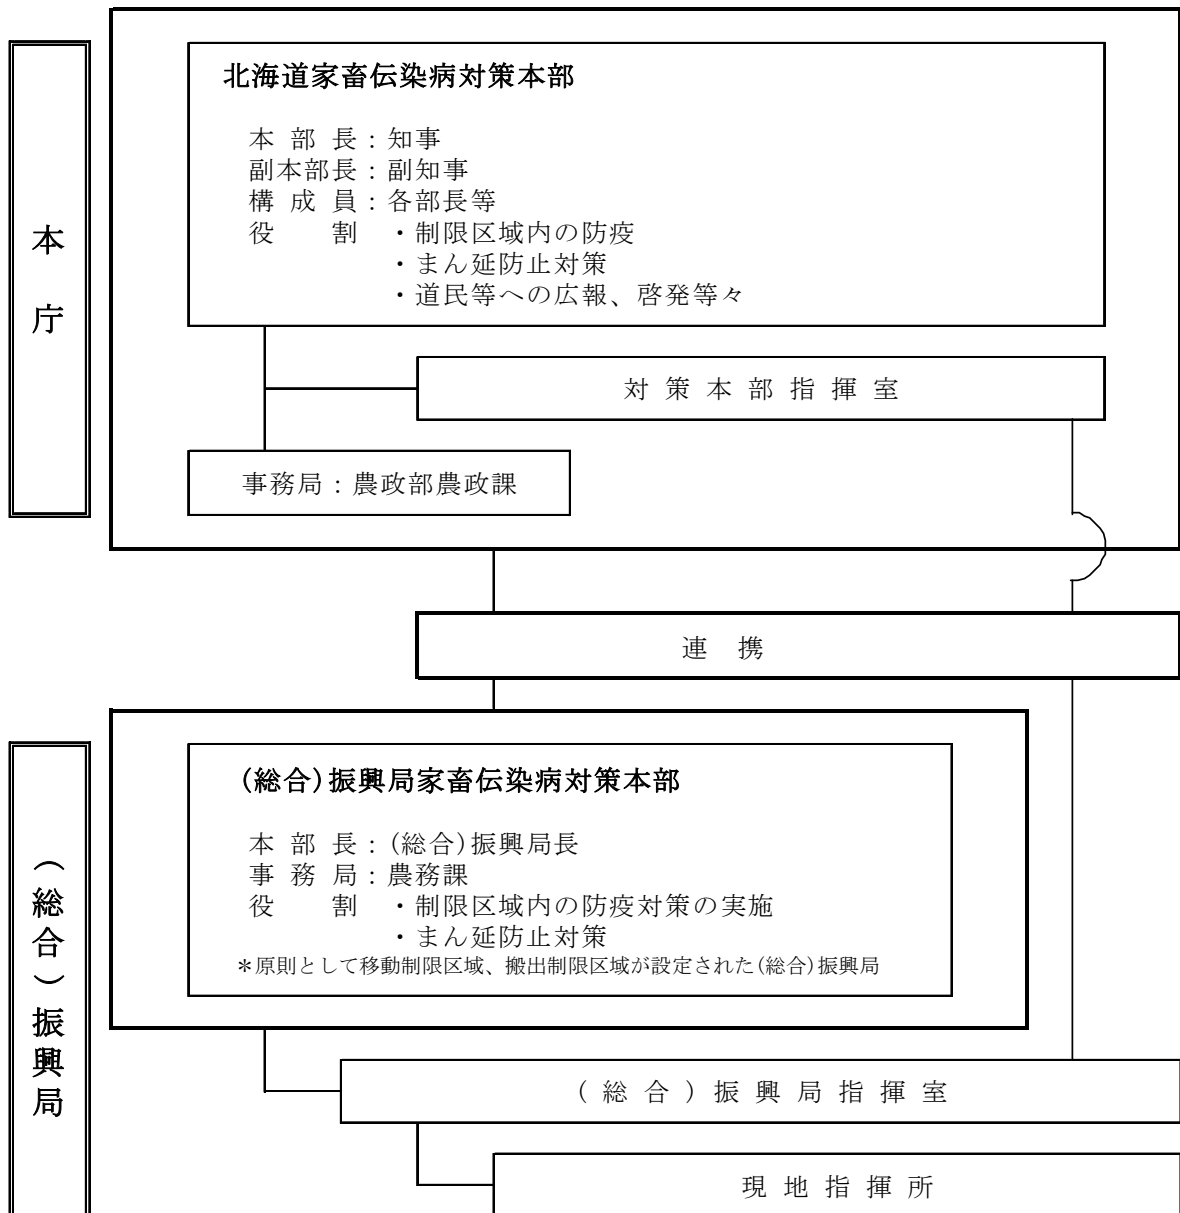 本庁
北海道家畜伝染病対策本部
本部長：知事
副本部長：副知事
構成員：各部長等
役割 ・制限区域内の防疫
・まん延防止対策
・道民等への広報、啓発等々
対策本部指揮室
事務局：農政部農政課
連携
（総合）振興局
(総合)振興局家畜伝染病対策本部
本部長：(総合)振興局長
事務局：農務課
役割 ・制限区域内の防疫対策の実施
・まん延防止対策
＊原則として移動制限区域、搬出制限区域が設定された(総合)振興局
(総合)振興局指揮室
現地指揮所